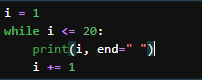 i = 1
while i <= 20:
    print(i, end=" ")
    i += 1